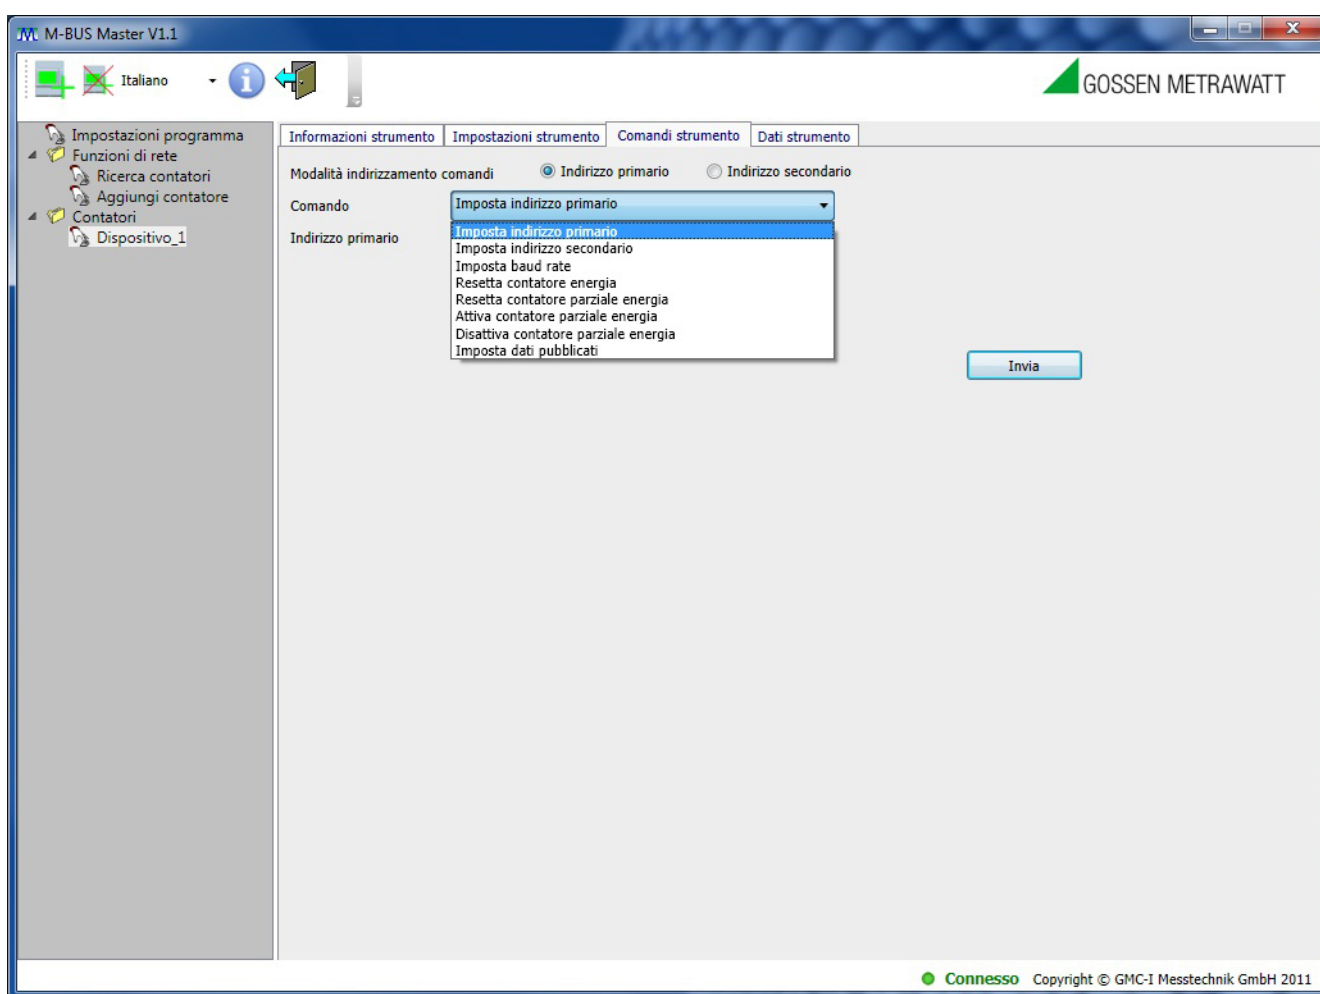 M-BUS Master V1.1
Italiano
GOSSEN METRAWATT
Impostazioni programma
Funzioni di rete
Ricerca contatori
Aggiungi contatore
Contatori
Dispositivo_1
Informazioni strumento Impostazioni strumento Comandi strumento Dati strumento
Modalità indirizzamento comandi Indirizzo primario Indirizzo secondario
Comando Imposta indirizzo primario
Indirizzo primario
Imposta indirizzo primario
Imposta indirizzo secondario
Imposta baud rate
Resetta contatore energia
Resetta contatore parziale energia
Attiva contatore parziale energia
Disattiva contatore parziale energia
Imposta dati pubblicati
Invia
Connesso Copyright © GMC-I Messtechnik GmbH 2011